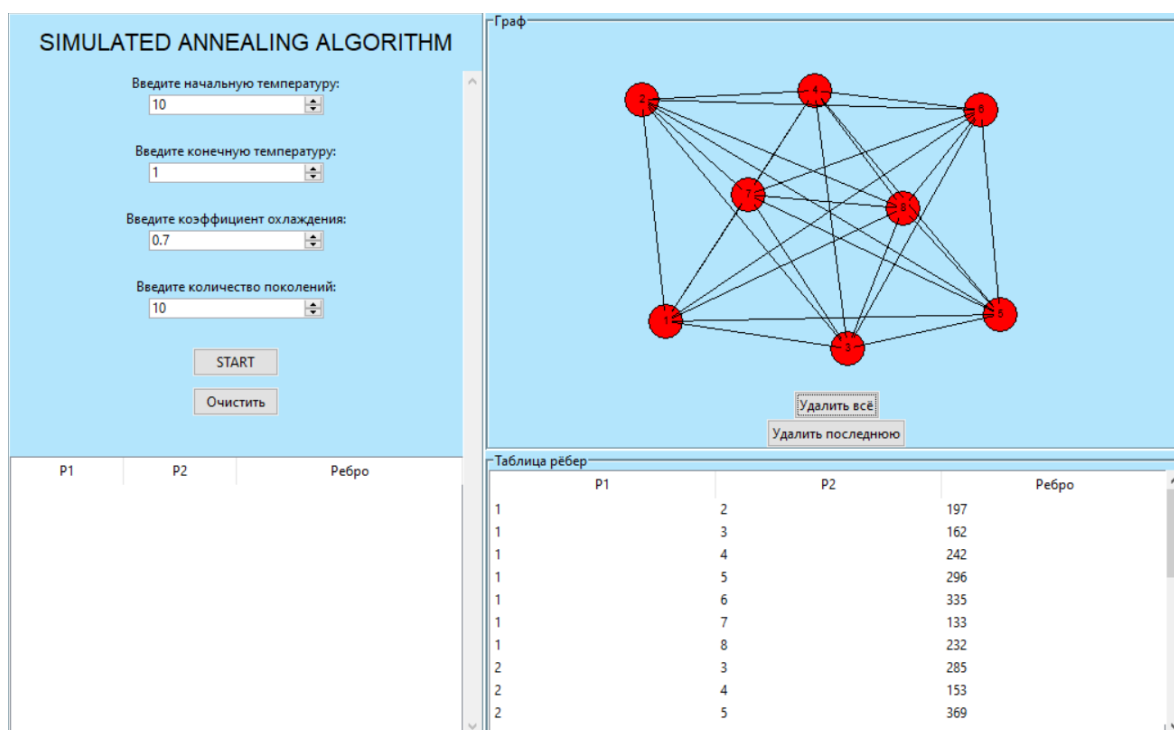 SIMULATED ANNEALING ALGORITHM
Введите начальную температуру:
10
Введите конечную температуру:
1
Введите коэффициент охлаждения:
0.7
Введите количество поколений:
10
START
Очистить
P1 P2 Ребро
Граф
2
4
6
7
8
1
5
3
Удалить всё
Удалить последнюю
Таблица рёбер
P1 P2 Ребро
1 2 197
1 3 162
1 4 242
1 5 296
1 6 335
1 7 133
1 8 232
2 3 285
2 4 153
2 5 369